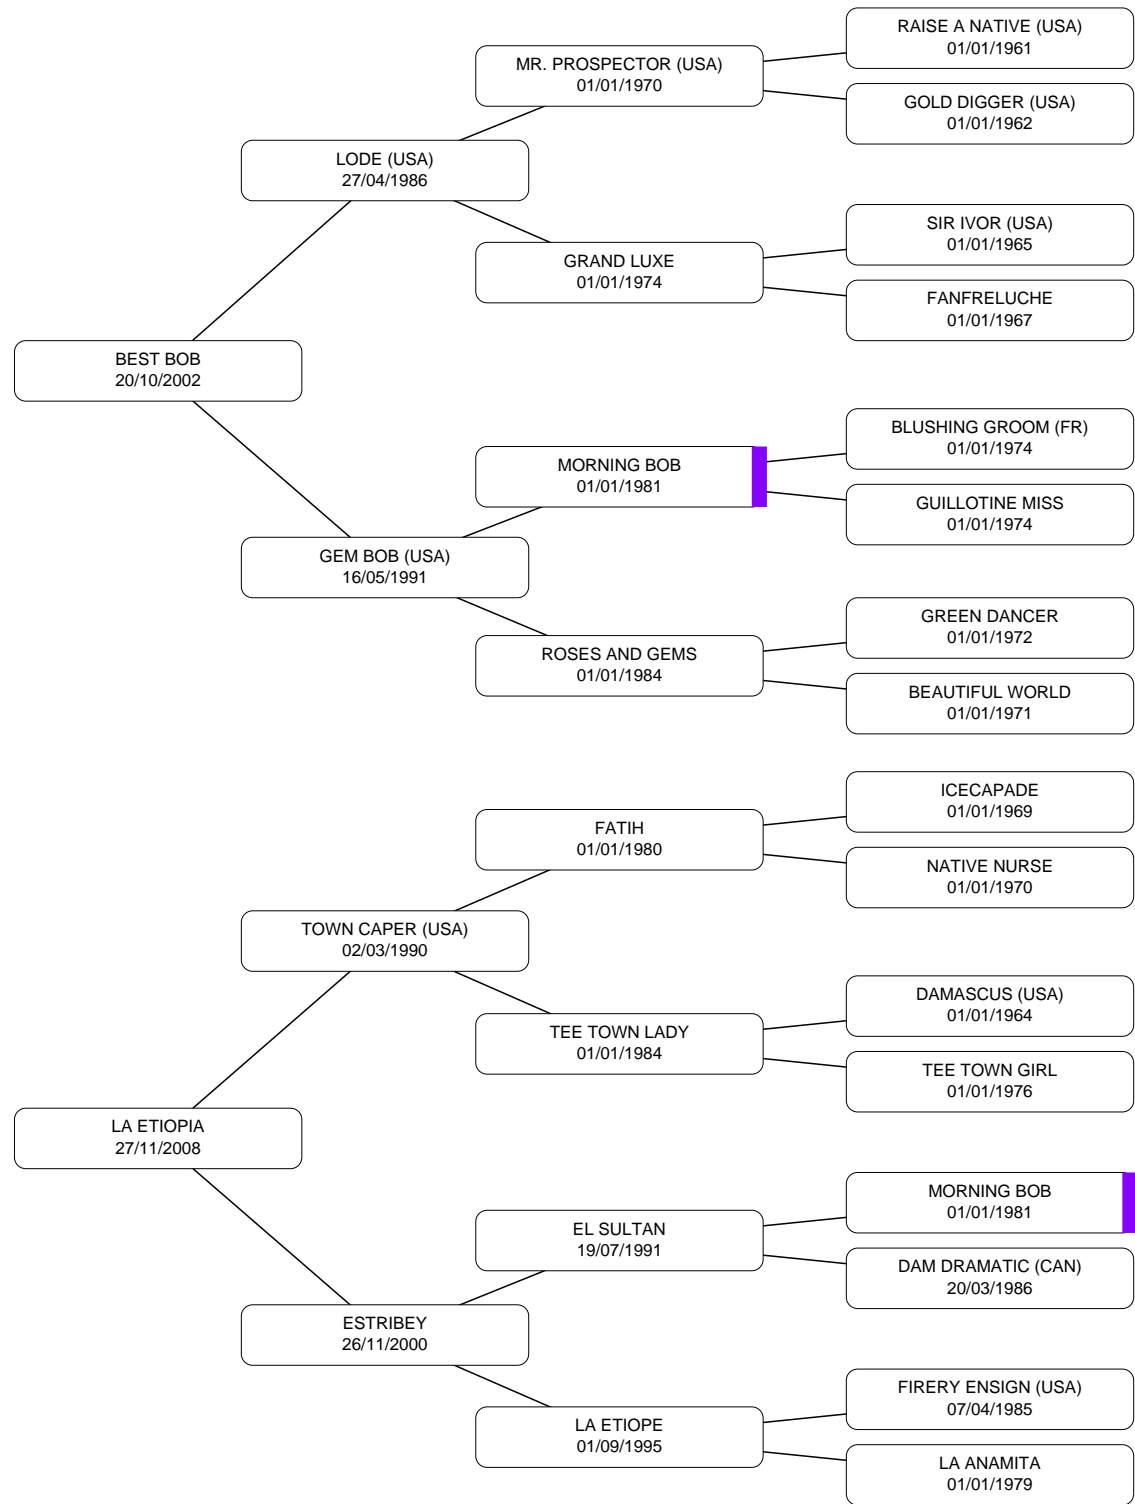 RAISE A NATIVE (USA)
01/01/1961
MR. PROSPECTOR (USA)
01/01/1970
GOLD DIGGER (USA)
01/01/1962
LODE (USA)
27/04/1986
SIR IVOR (USA)
01/01/1965
GRAND LUXE
01/01/1974
FANFRELUCHE
01/01/1967
BEST BOB
20/10/2002
BLUSHING GROOM (FR)
01/01/1974
MORNING BOB
01/01/1981
GUILLOTINE MISS
01/01/1974
GEM BOB (USA)
16/05/1991
GREEN DANCER
01/01/1972
ROSES AND GEMS
01/01/1984
BEAUTIFUL WORLD
01/01/1971
ICECAPADE
01/01/1969
FATIH
01/01/1980
NATIVE NURSE
01/01/1970
TOWN CAPER (USA)
02/03/1990
DAMASCUS (USA)
01/01/1964
TEE TOWN LADY
01/01/1984
TEE TOWN GIRL
01/01/1976
LA ETIOPIA
27/11/2008
MORNING BOB
01/01/1981
EL SULTAN
19/07/1991
DAM DRAMATIC (CAN)
20/03/1986
ESTRIBEY
26/11/2000
FIRERY ENSIGN (USA)
07/04/1985
LA ETIOPE
01/09/1995
LA ANAMITA
01/01/1979